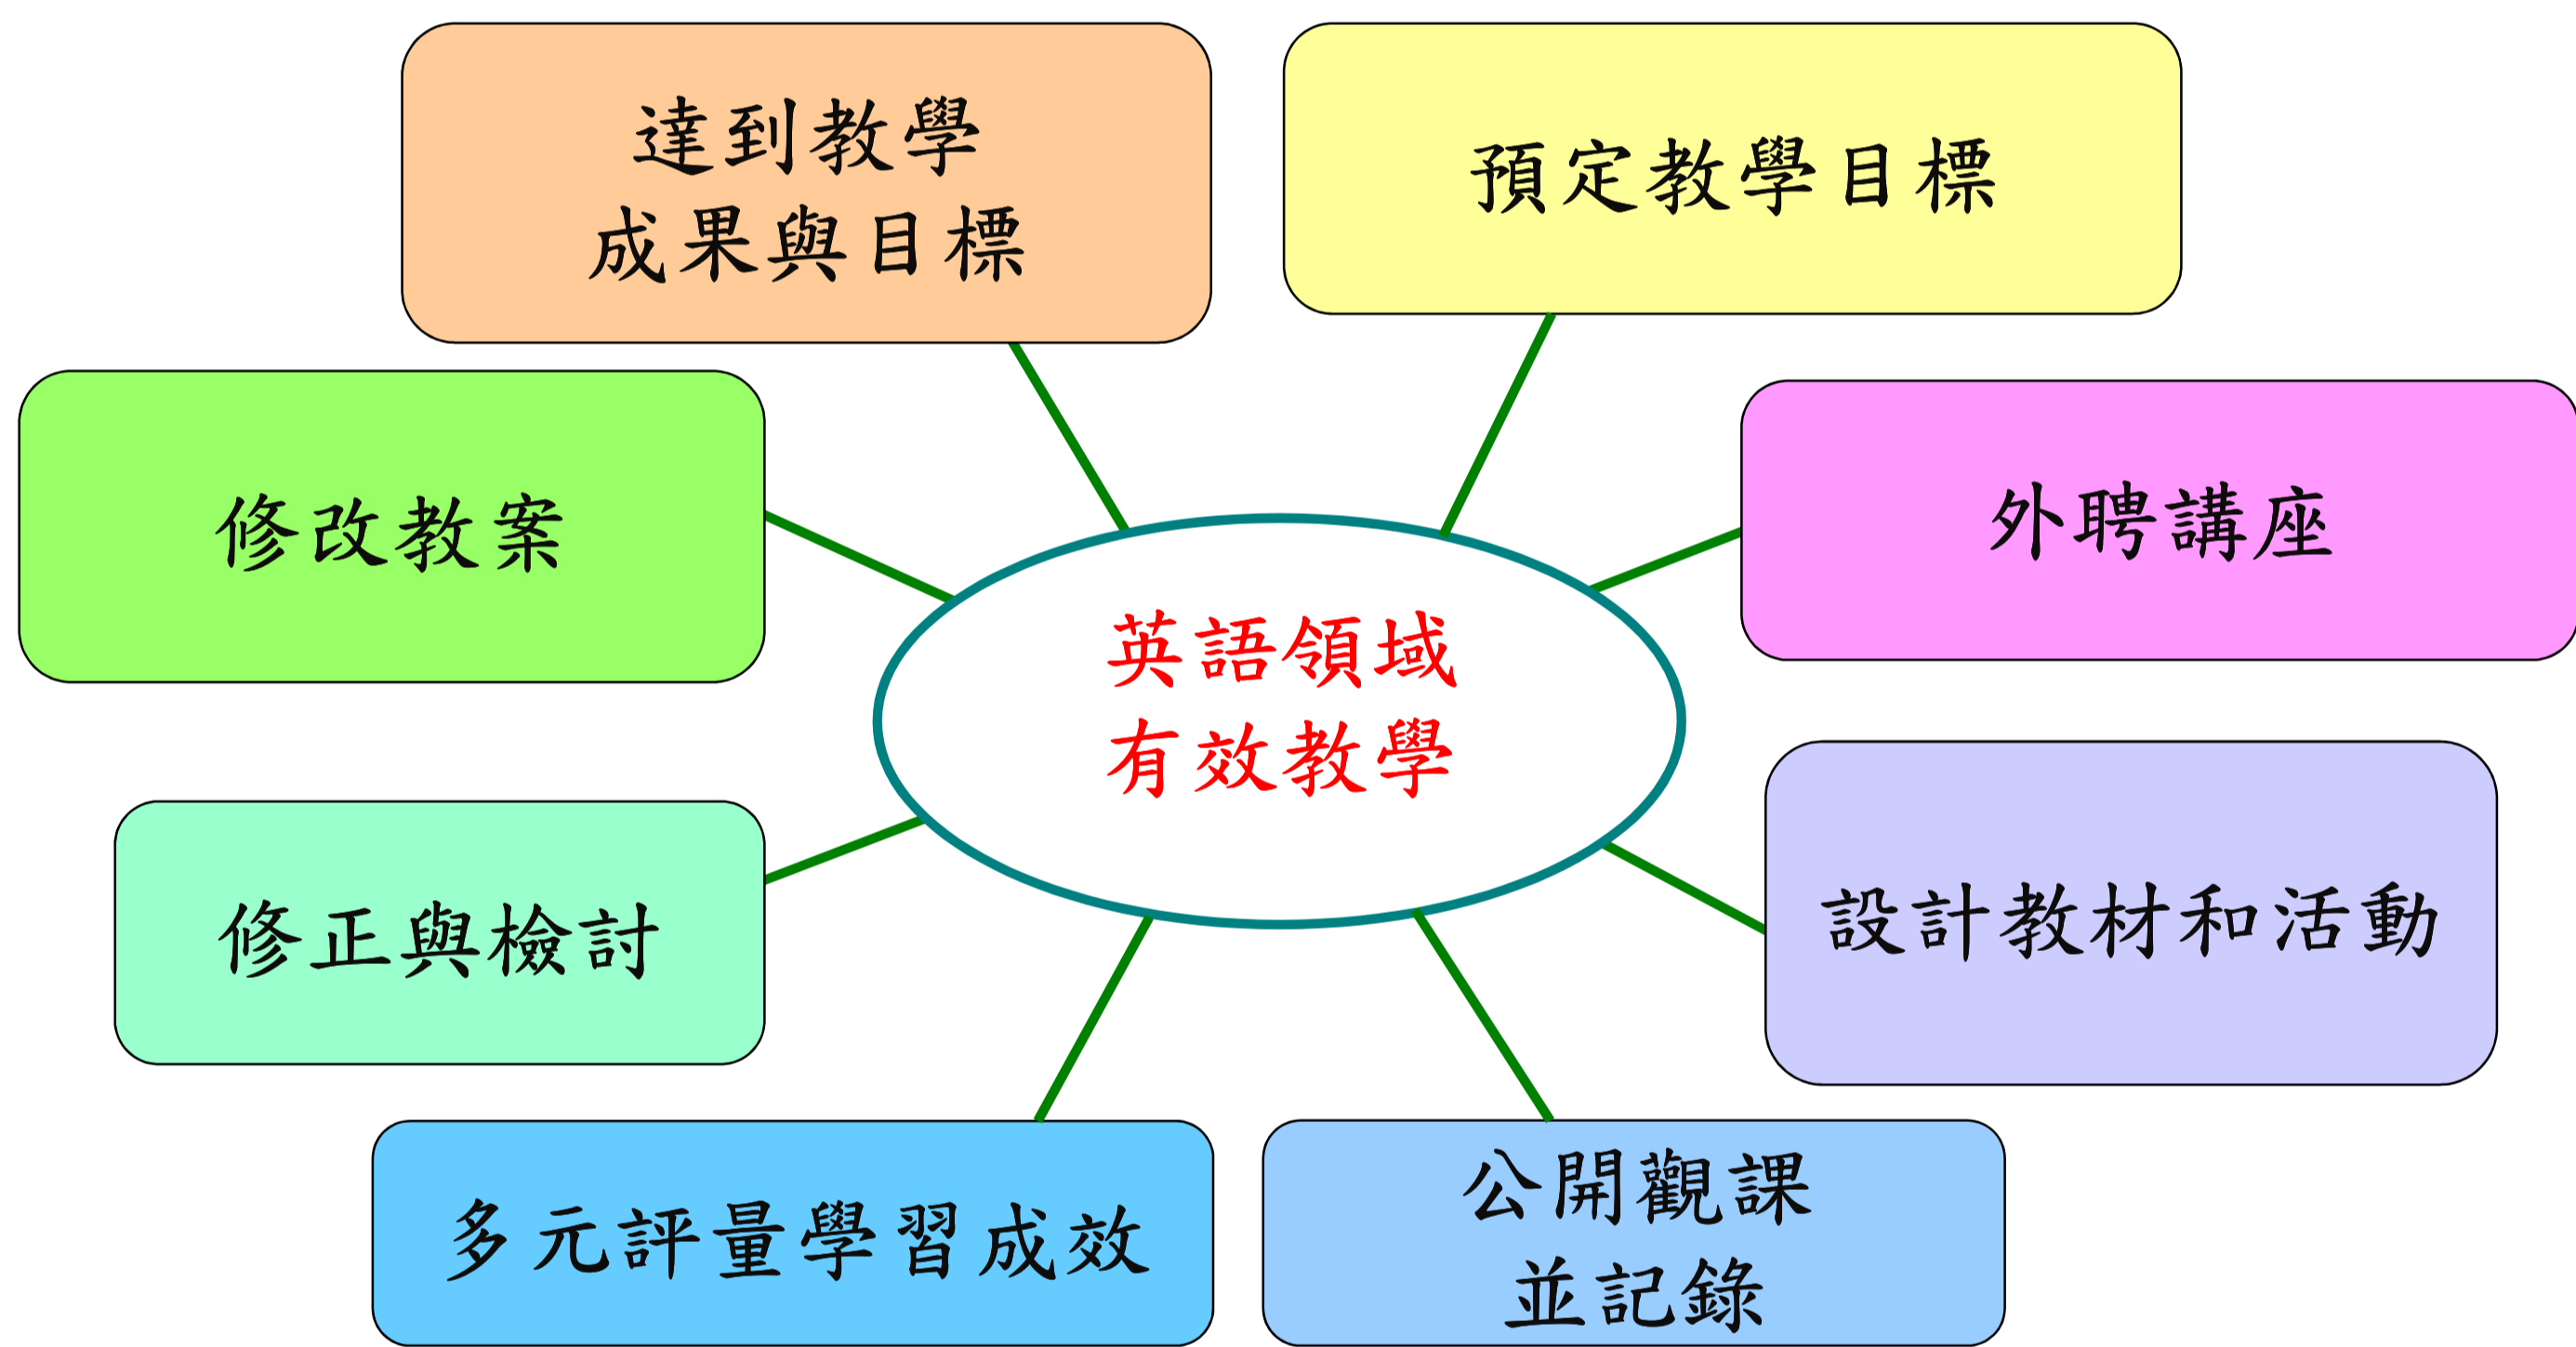 達到教學
成果與目標
預定教學目標
修改教案
外聘講座
英語領域
有效教學
修正與檢討
設計教材和活動
多元評量學習成效
公開觀課
並記錄